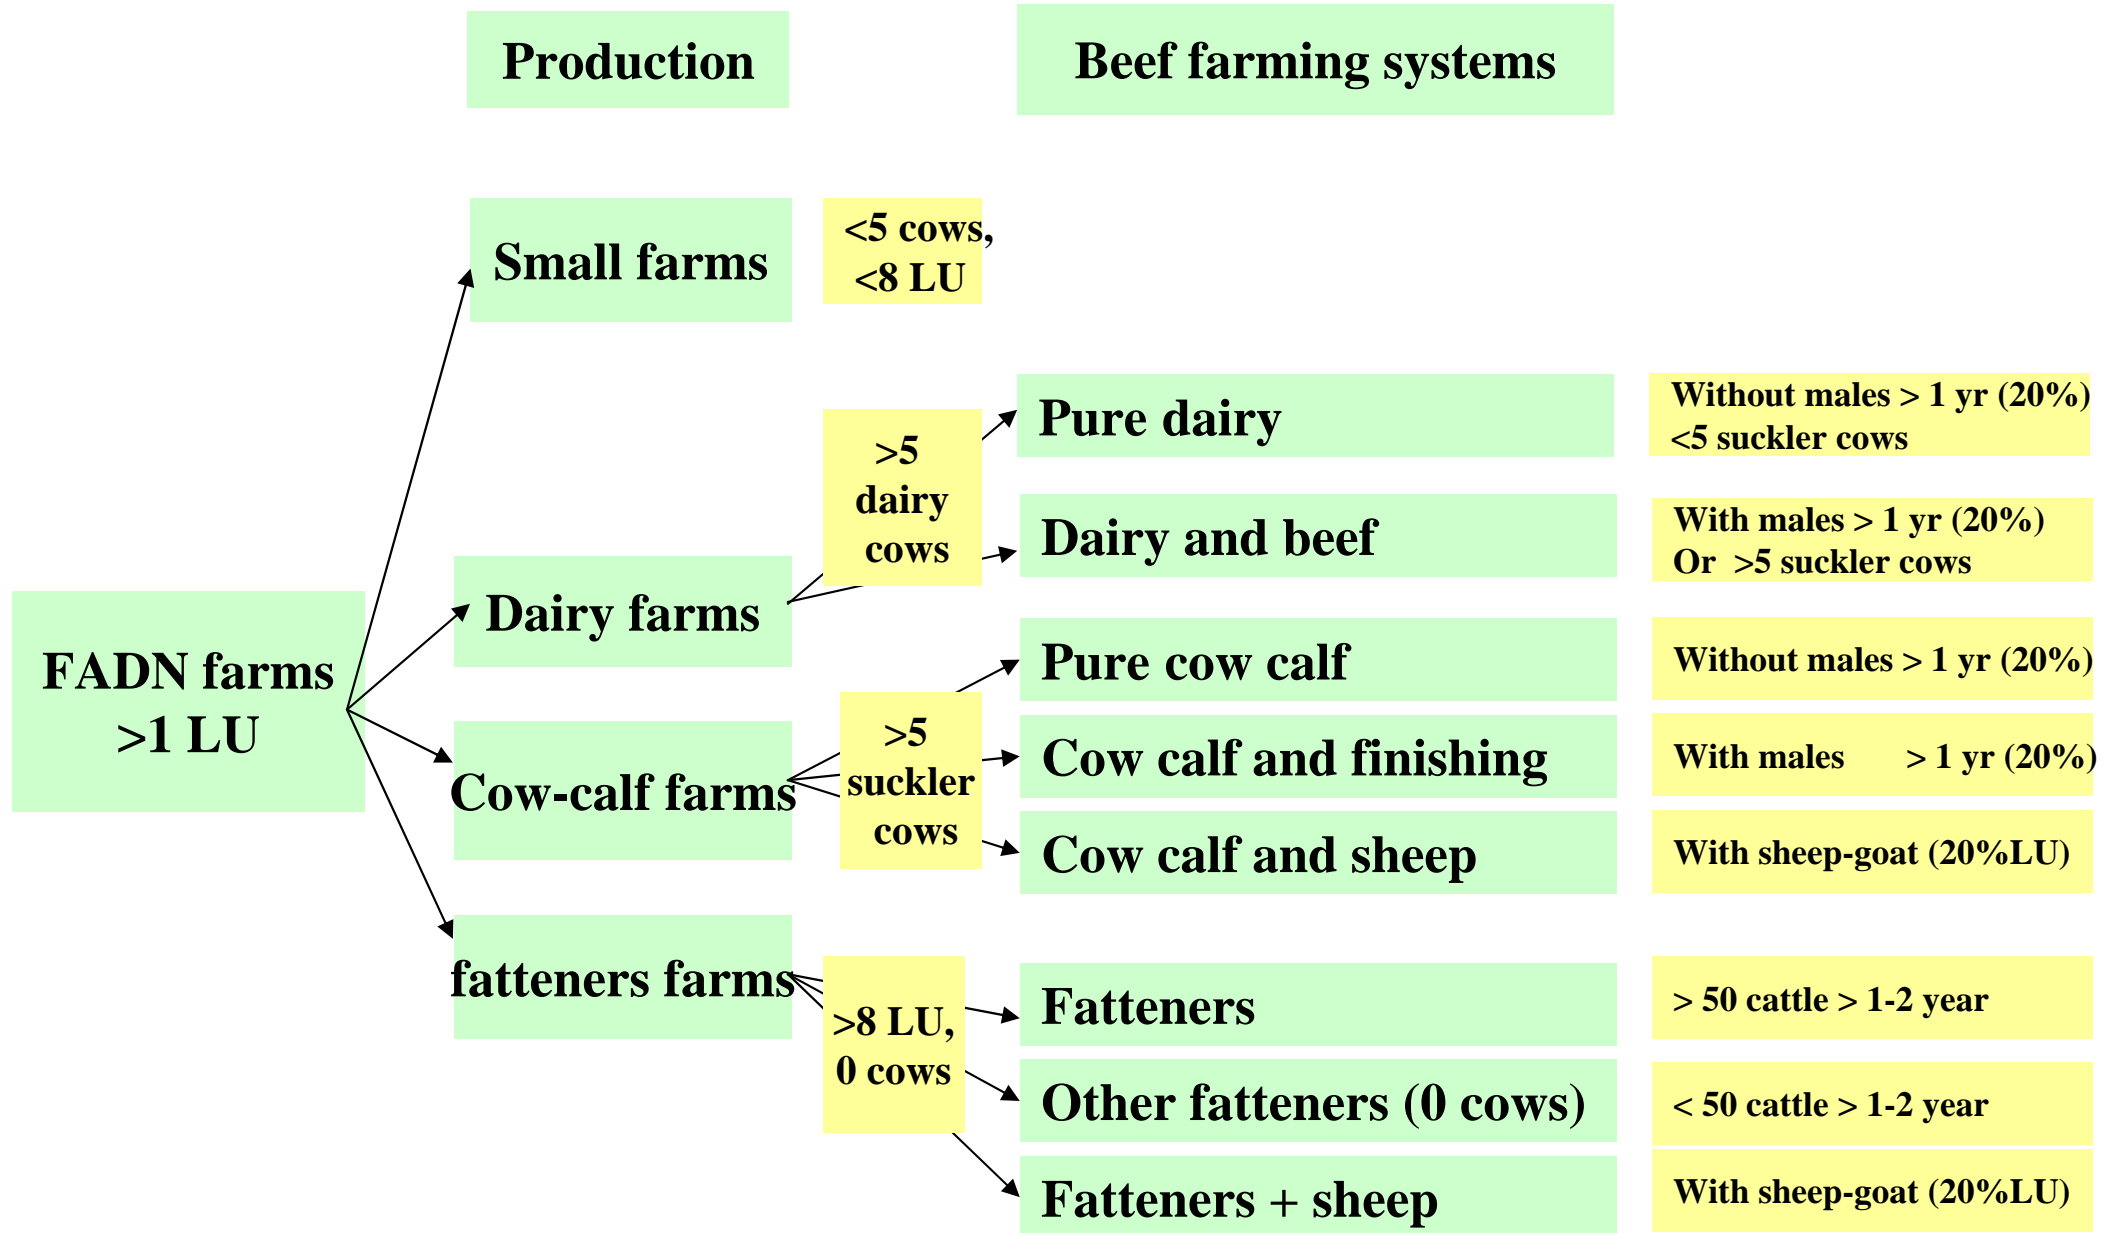 Production
Beef farming systems
Small farms
<5 cows,
<8 LU
FADN farms
>1 LU
Dairy farms
>5
dairy
cows
Pure dairy
Without males > 1 yr (20%)
<5 suckler cows
Dairy and beef
With males > 1 yr (20%)
Or >5 suckler cows
Cow-calf farms
>5
suckler
cows
Pure cow calf
Without males > 1 yr (20%)
Cow calf and finishing
With males > 1 yr (20%)
Cow calf and sheep
With sheep-goat (20%LU)
fatteners farms
>8 LU,
0 cows
Fatteners
> 50 cattle > 1-2 year
Other fatteners (0 cows)
< 50 cattle > 1-2 year
Fatteners + sheep
With sheep-goat (20%LU)